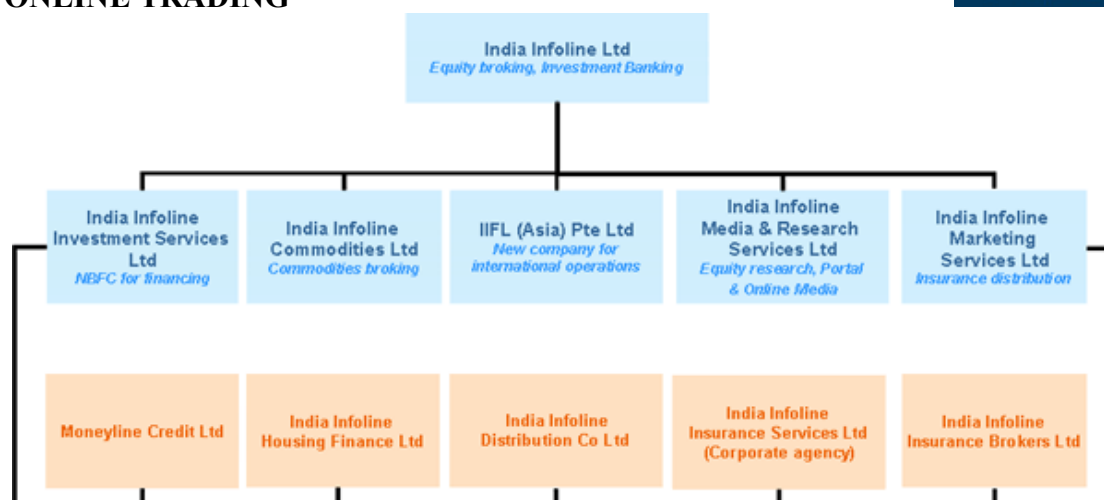 ONLINE TRADING
India Infoline Ltd
Equity broking, Investment Banking
India Infoline
Investment Services
Ltd
NBFC for financing
India Infoline
Commodities Ltd
Commodities broking
IIFL (Asia) Pte Ltd
New company for
international operations
India Infoline
Media & Research
Services Ltd
Equity research, Portal
& Online Media
India Infoline
Marketing
Services Ltd
Insurance distribution
Moneyline Credit Ltd
India Infoline
Housing Finance Ltd
India Infoline
Distribution Co Ltd
India Infoline
Insurance Services Ltd
(Corporate agency)
India Infoline
Insurance Brokers Ltd